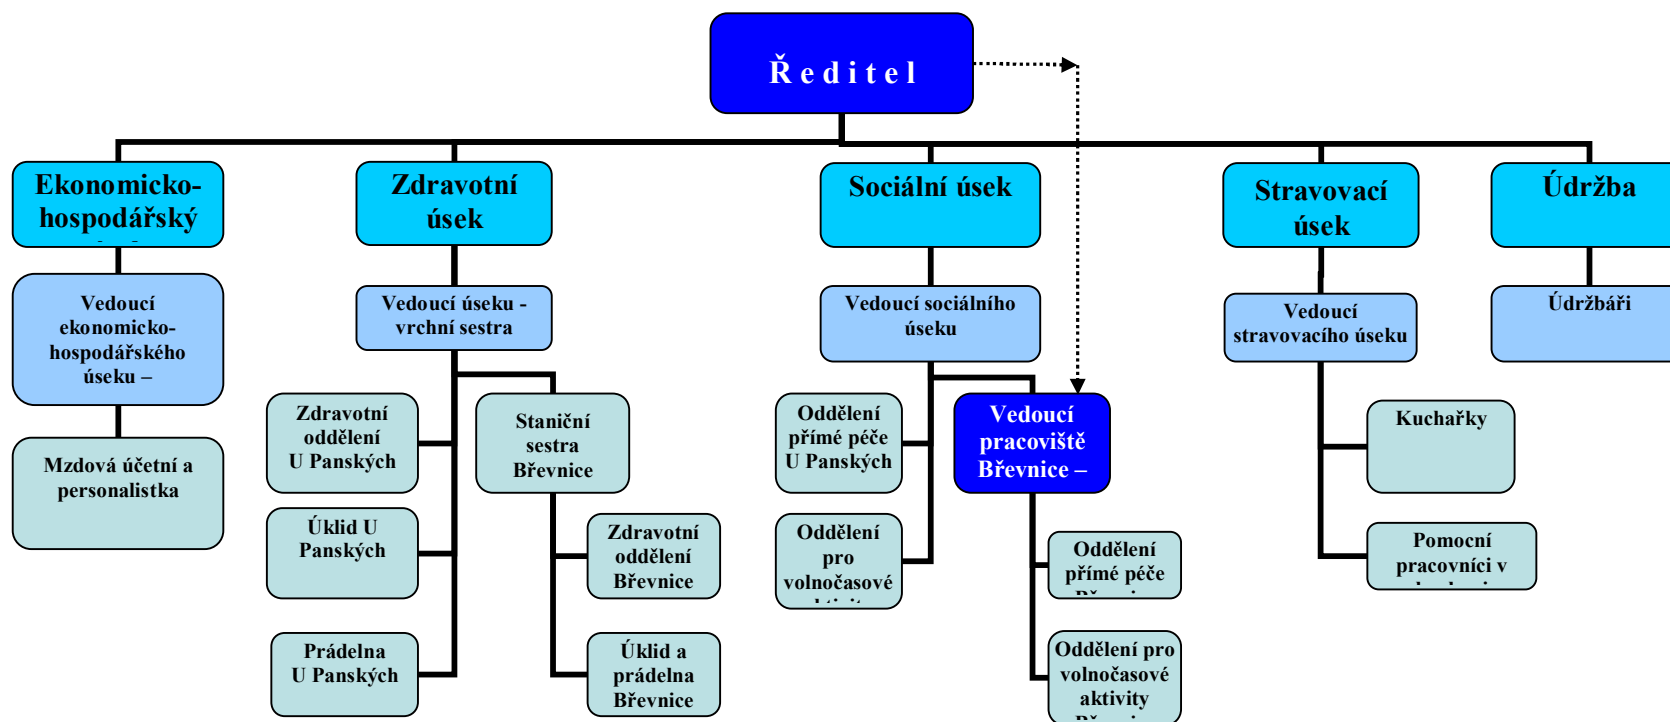 Ř e d i t e l
Ekonomicko-
hospodářský
Zdravotní
úsek
Sociální úsek
Stravovací
úsek
Údržba
Vedoucí
ekonomicko-
hospodářského
úseku –
Vedoucí úseku -
vrchní sestra
Vedoucí sociálního
úseku
Vedoucí
stravovacího úseku
Údržbáři
Mzdová účetní a
personalistka
Zdravotní
oddělení
U Panských
Staniční
sestra
Břevnice
Oddělení
přímé péče
U Panských
Vedoucí
pracoviště
Břevnice –
Kuchařky
Úklid U
Panských
Zdravotní
oddělení
Břevnice
Oddělení
pro
volnočasové
Oddělení
přímé péče
Pomocní
pracovníci v
Prádelna
U Panských
Úklid a
prádelna
Břevnice
Oddělení pro
volnočasové
aktivity